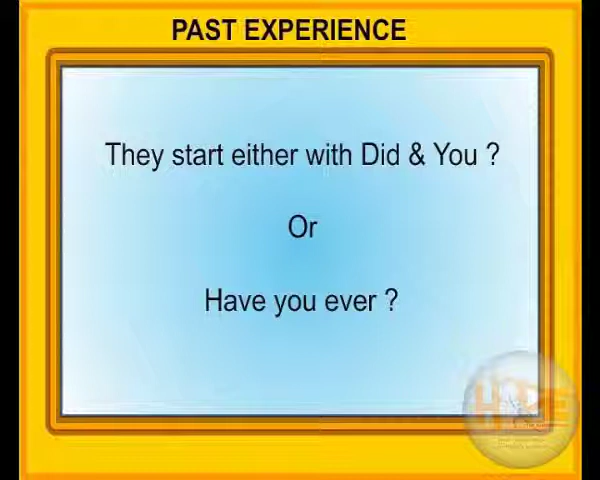 PAST EXPERIENCE
They start either with Did & You ?
Or
Have you ever ?